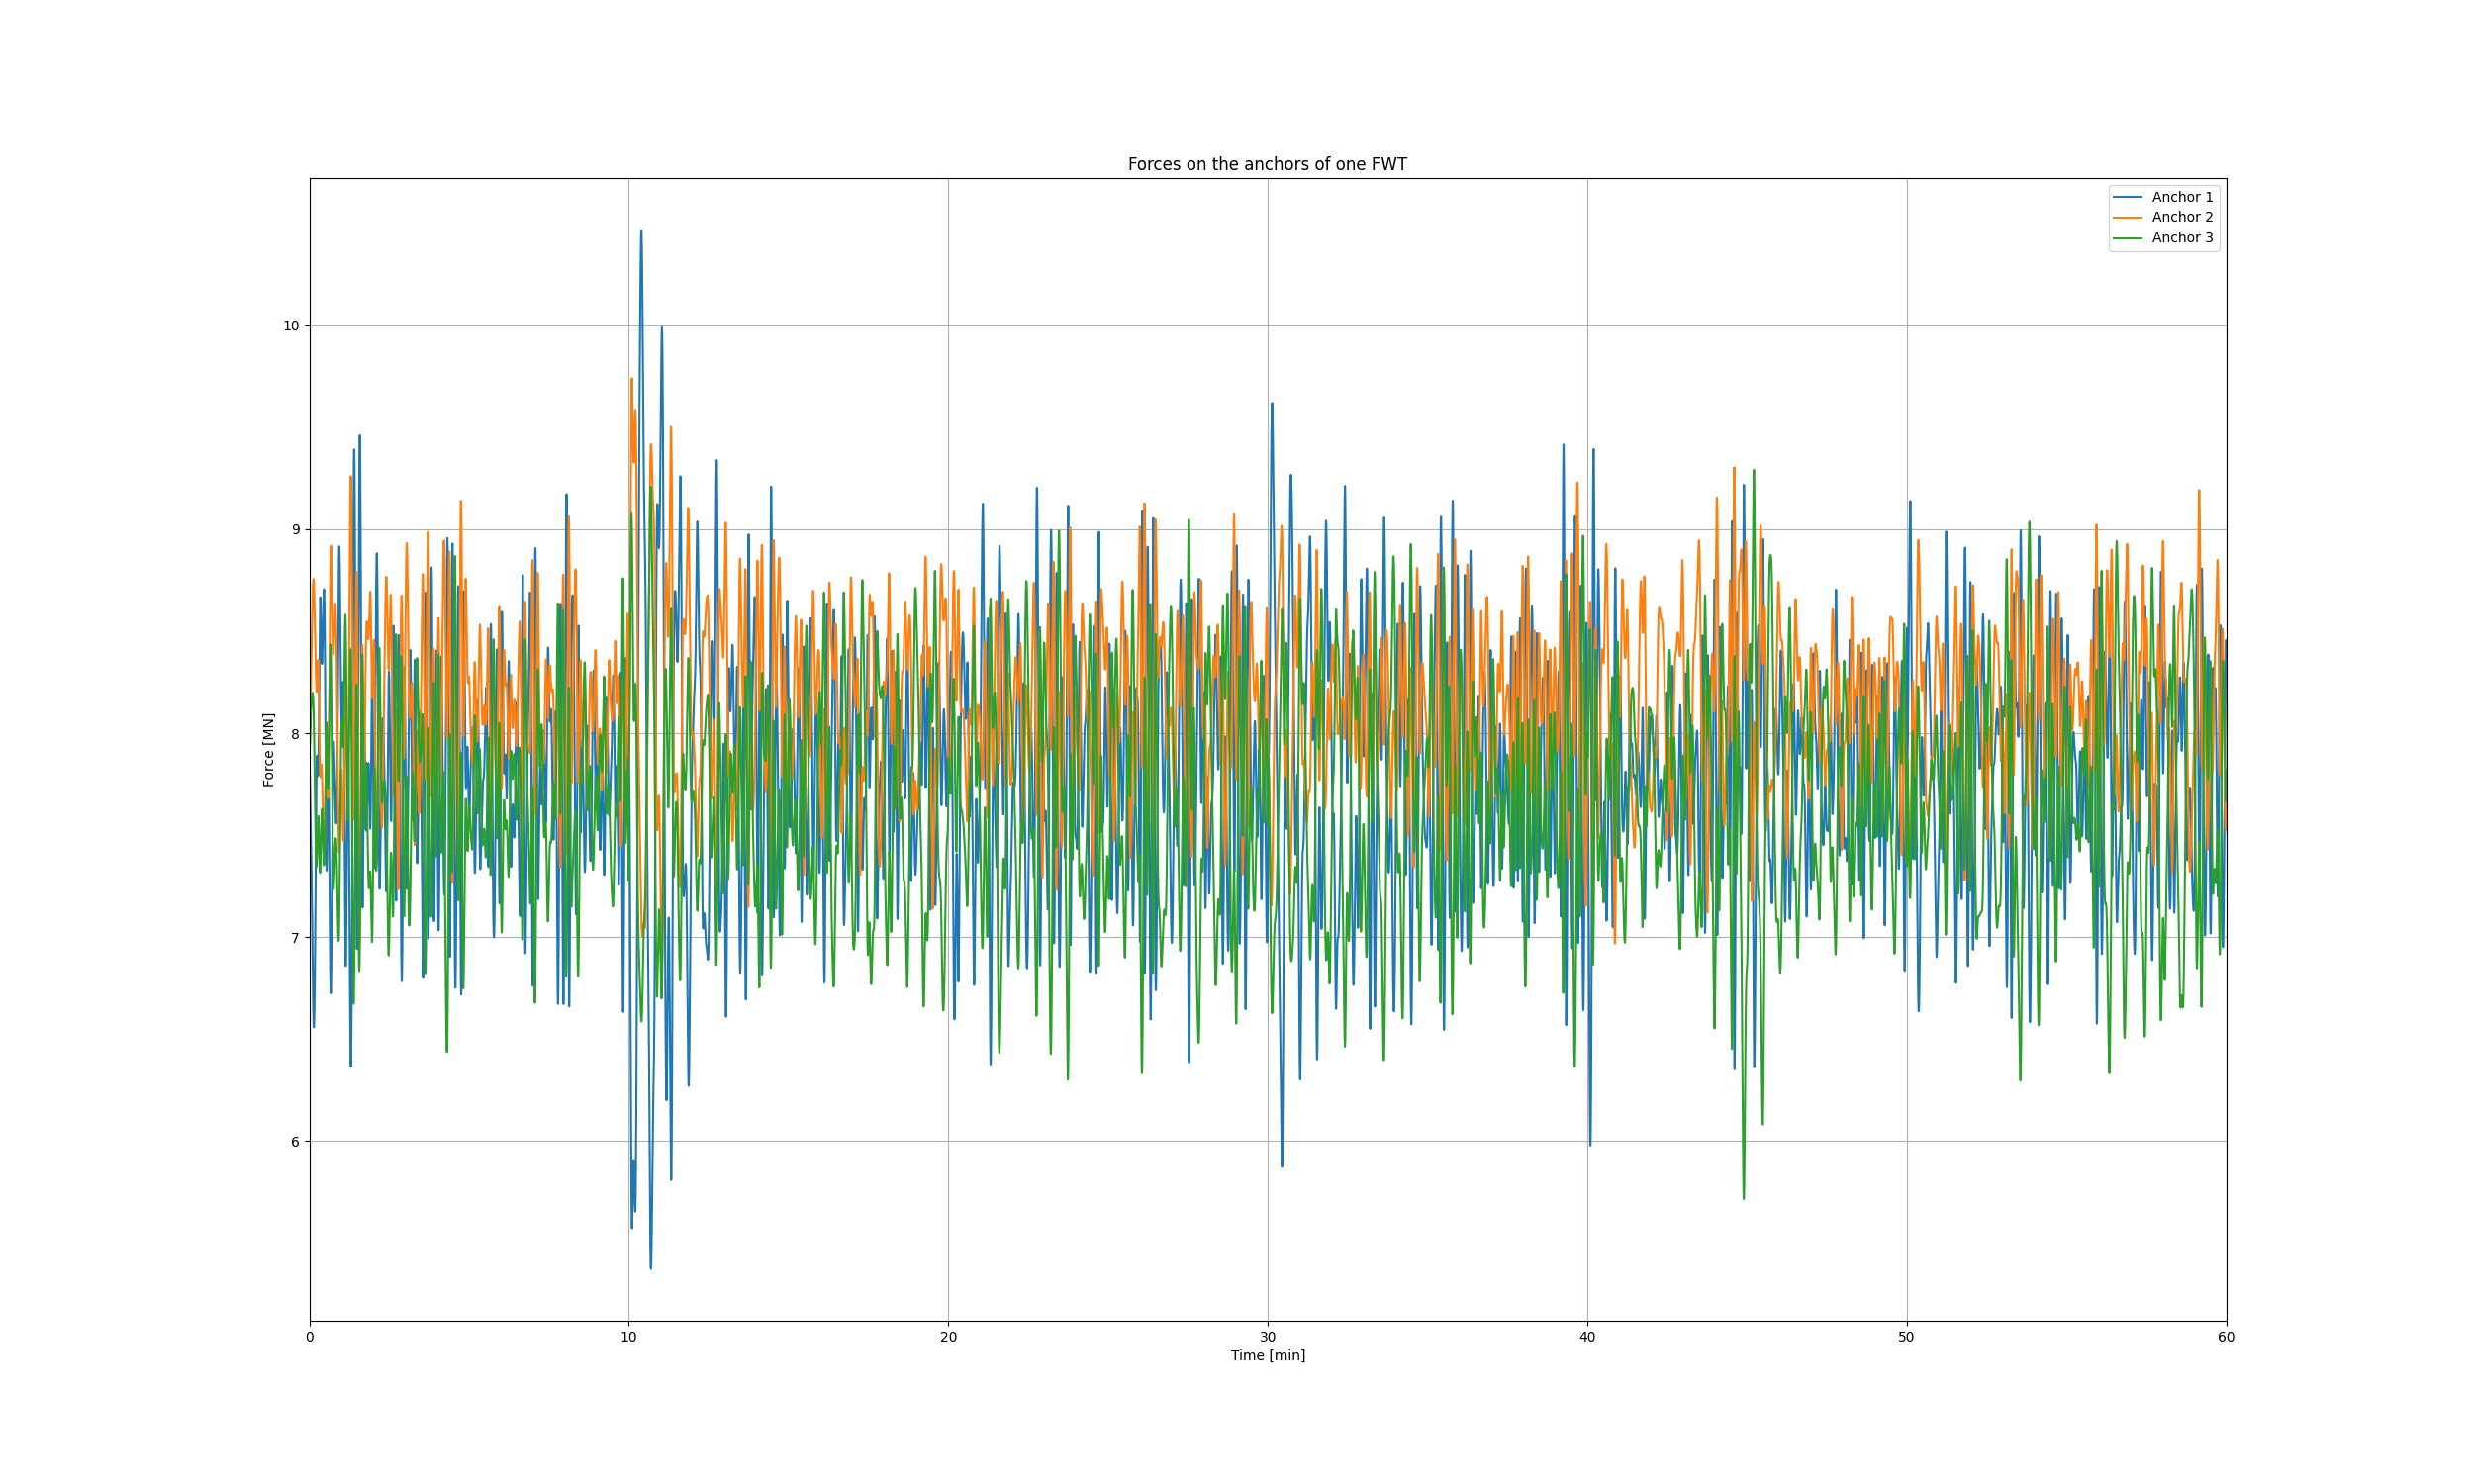 Forces on the anchors of one FWT
Anchor 1
Anchor 2
Anchor 3
Force [MN]
10
9
8
7
6
0 10 20 30 40 50 60
Time [min]